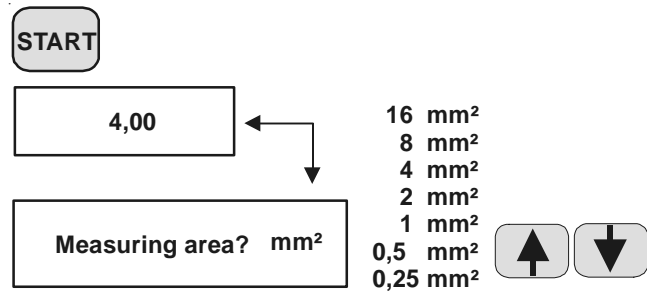 START
4,00
Measuring area? mm²
16 mm²
8 mm²
4 mm²
2 mm²
1 mm²
0,5 mm²
0,25 mm²